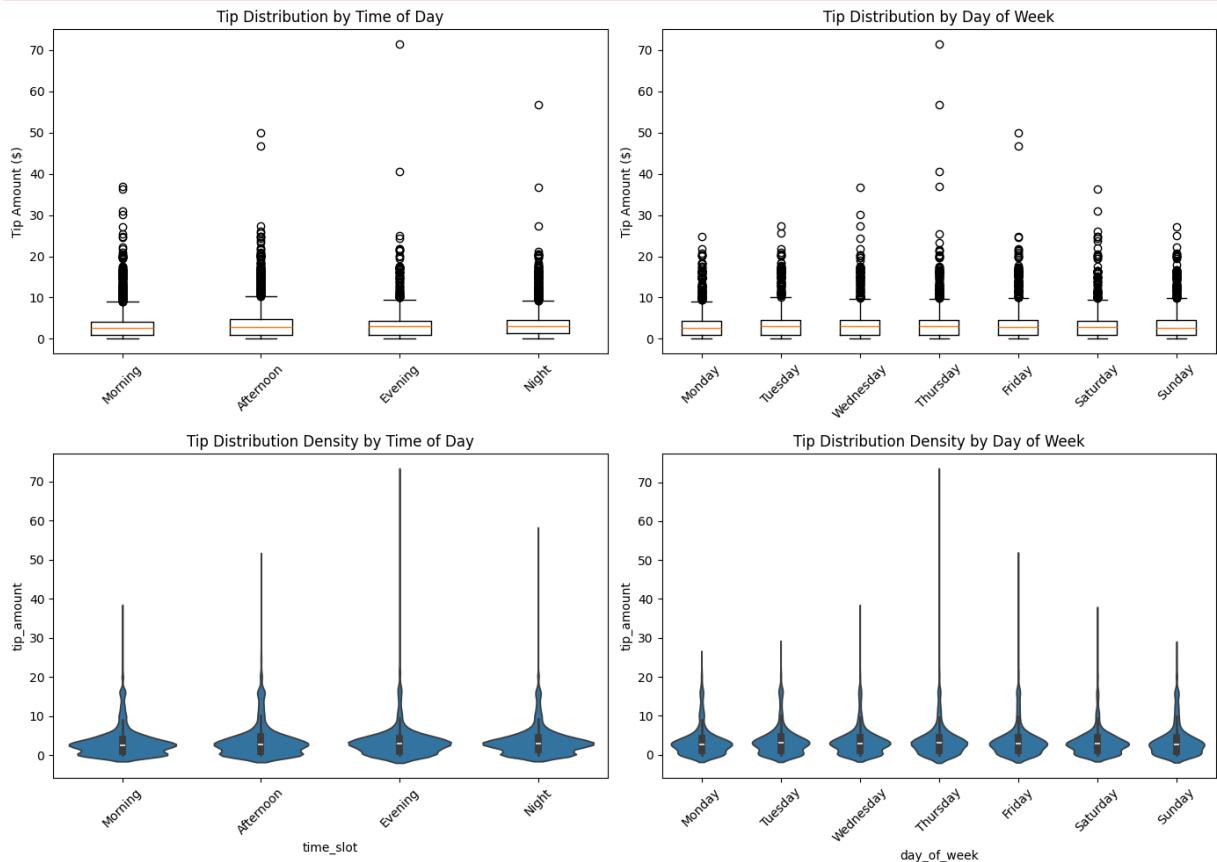 Tip Distribution by Time of Day
Tip Amount ($)
70
60
50
40
30
20
10
0
Morning
Afternoon
Evening
Night
Tip Distribution by Day of Week
Tip Amount ($)
70
60
50
40
30
20
10
0
Monday
Tuesday
Wednesday
Thursday
Friday
Saturday
Sunday
Tip Distribution Density by Time of Day
tip_amount
70
60
50
40
30
20
10
0
Morning
Afternoon
Evening
Night
time_slot
Tip Distribution Density by Day of Week
tip_amount
70
60
50
40
30
20
10
0
Monday
Tuesday
Wednesday
Thursday
Friday
Saturday
Sunday
day_of_week